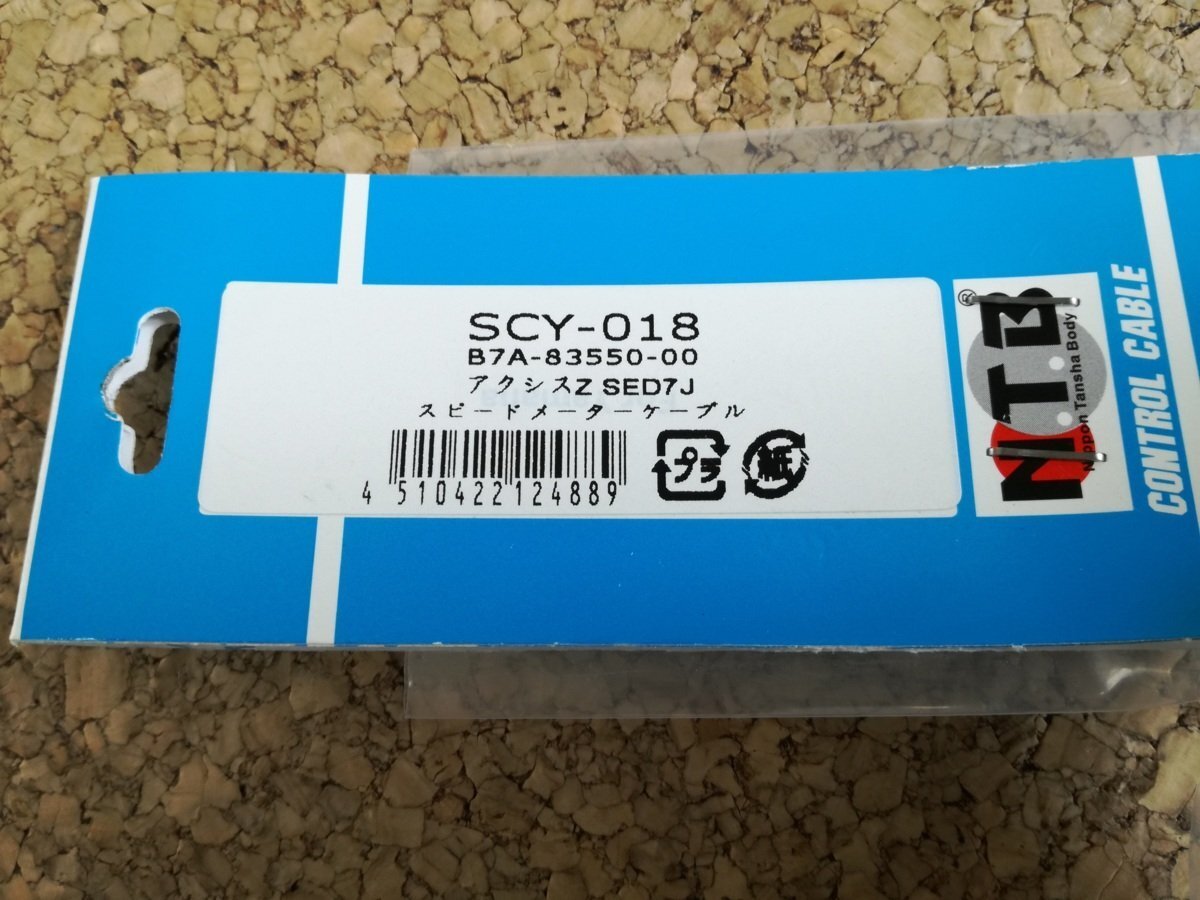 SCY-018
B7A-83550-00
アクシスZ SED7J
スピードメーターケーブル
4 510422 124889
プラ
紙
N.T.B
®
Nippon Tansha Body
CONTROL CABLE